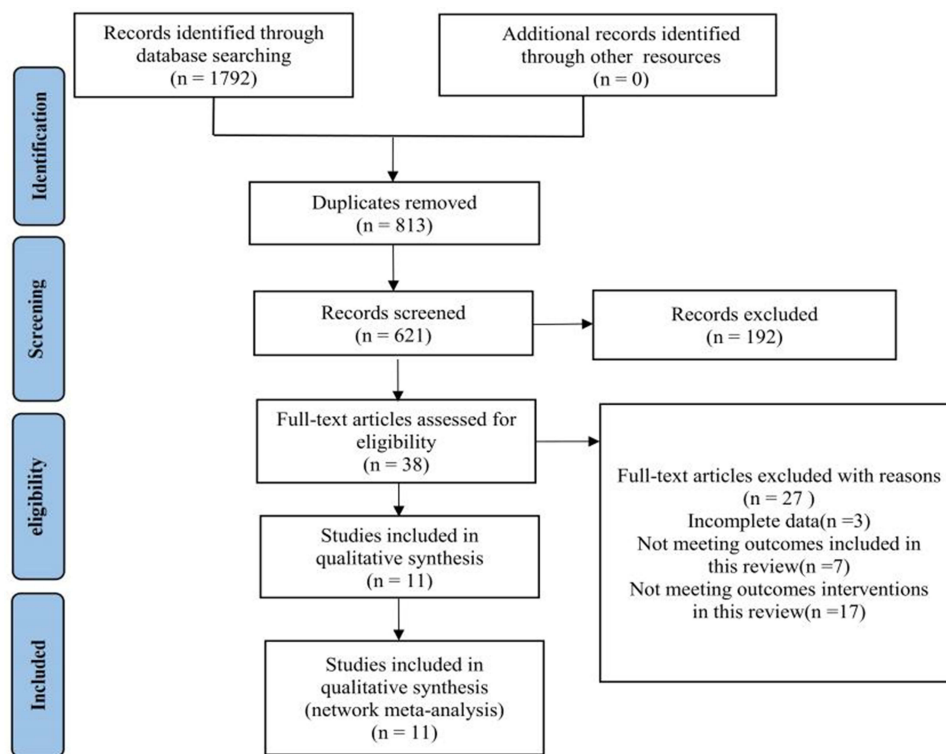 Records identified through
database searching
(n = 1792)
Additional records identified
through other  resources
(n = 0)
Identification
Duplicates removed
(n = 813)
Screening
Records screened
(n = 621)
Records excluded
(n = 192)
eligibility
Full-text articles assessed for
eligibility
(n = 38)
Full-text articles excluded with reasons
(n = 27 )
Incomplete data(n =3)
Not meeting outcomes included in
this review(n =7)
Not meeting outcomes interventions
in this review(n =17)
Studies included in
qualitative synthesis
(n = 11)
Included
Studies included in
qualitative synthesis
(network meta-analysis)
(n = 11)